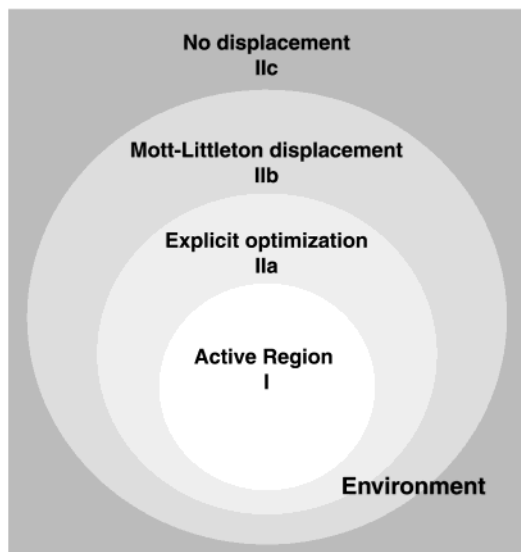 No displacement
IIc
Mott-Littleton displacement
IIb
Explicit optimization
IIa
Active Region
I
Environment